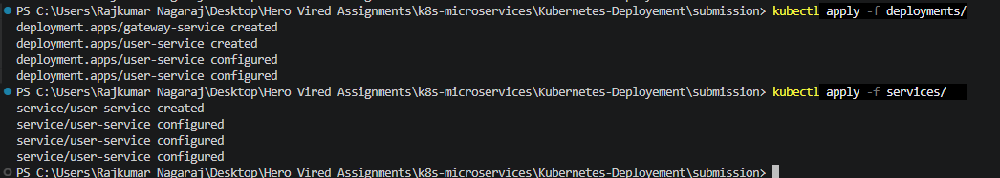 PS C:\Users\Rajkumar Nagaraj\Desktop\Hero Vired Assignments\k8s-microservices\Kubernetes-Deployement\submission> kubectl apply -f deployments/
deployment.apps/gateway-service created
deployment.apps/user-service created
deployment.apps/user-service configured
deployment.apps/user-service configured
PS C:\Users\Rajkumar Nagaraj\Desktop\Hero Vired Assignments\k8s-microservices\Kubernetes-Deployement\submission> kubectl apply -f services/
service/user-service created
service/user-service configured
service/user-service configured
service/user-service configured
PS C:\Users\Rajkumar Nagaraj\Desktop\Hero Vired Assignments\k8s-microservices\Kubernetes-Deployement\submission>